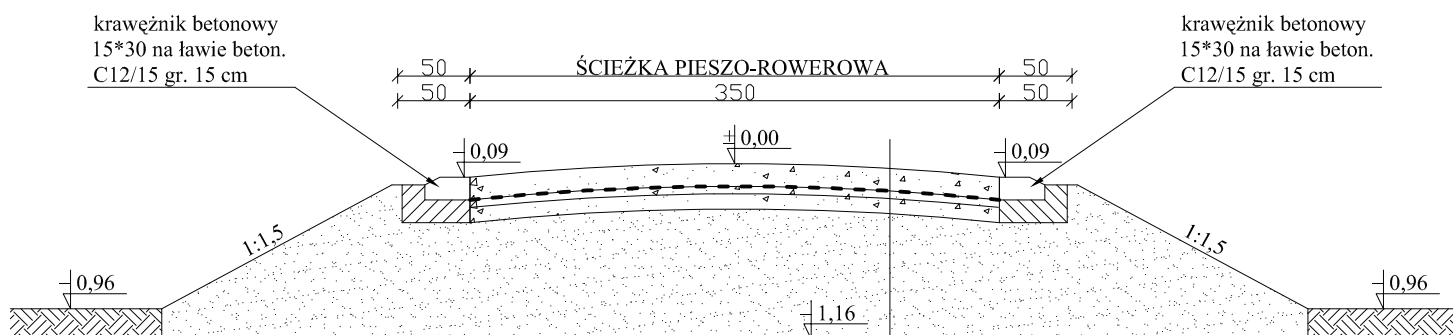 krawężnik betonowy
15*30 na ławie beton.
C12/15 gr. 15 cm
krawężnik betonowy
15*30 na ławie beton.
C12/15 gr. 15 cm
50 ŚCIEŻKA PIESZO-ROWEROWA 50
50 350 50
-0,09 ±0,00 -0,09
1:1,5 1:1,5
-0,96 -0,96
-1,16